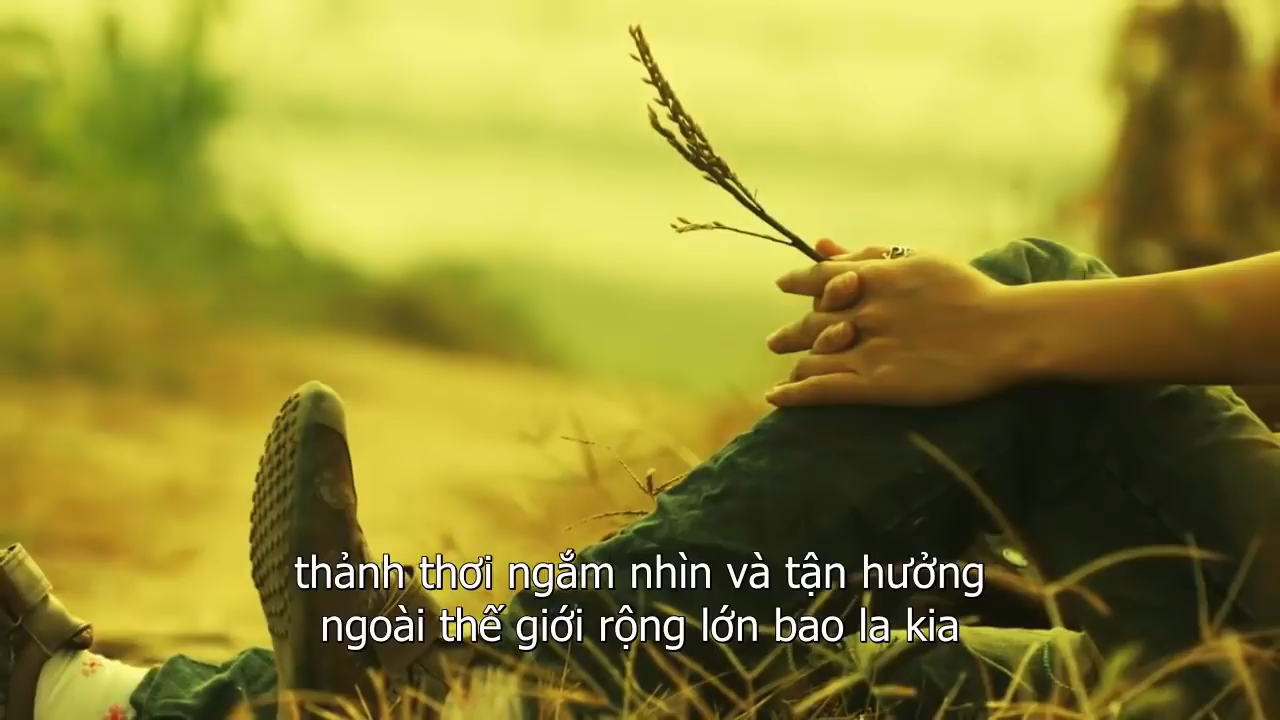 thảnh thơi ngắm nhìn và tận hưởng
ngoài thế giới rộng lớn bao la kia